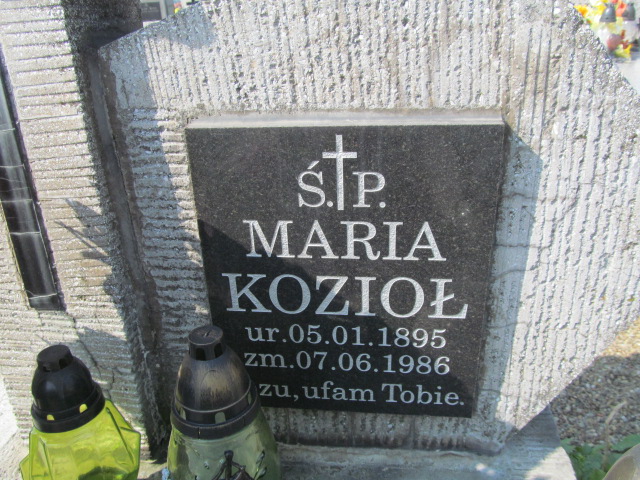 Ś.P.
MARIA
KOZIOŁ
ur.05.01.1895
zm.07.06.1986
ufam Tobie.